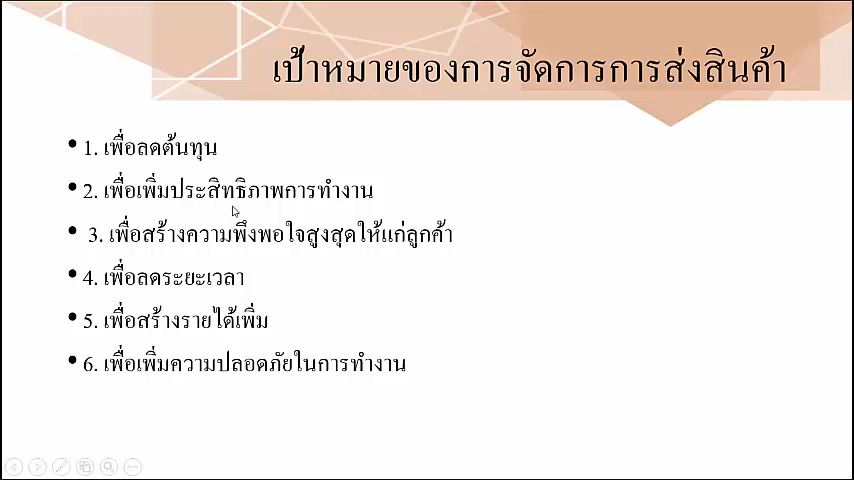 เป้าหมายของการจัดการการส่งสินค้า
• 1. เพื่อลดต้นทุน
• 2. เพื่อเพิ่มประสิทธิภาพการทำงาน
• 3. เพื่อสร้างความพึงพอใจสูงสุดให้แก่ลูกค้า
• 4. เพื่อลดระยะเวลา
• 5. เพื่อสร้างรายได้เพิ่ม
• 6. เพื่อเพิ่มความปลอดภัยในการทำงาน